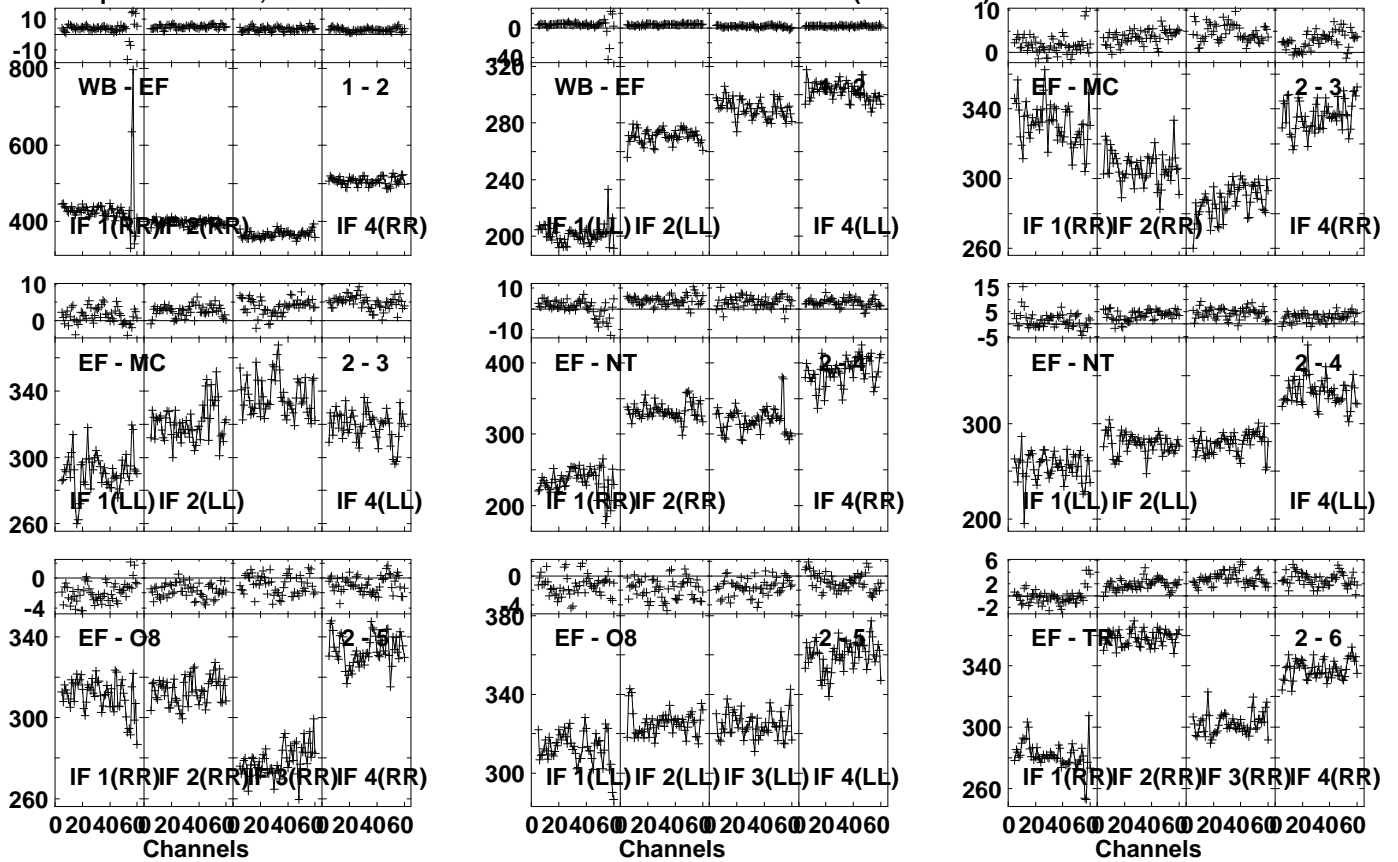 10
-10
800
WB - EF
1 - 2
600
400
IF 1(RR)
IF 2(RR)
IF 4(RR)
0
40
320
WB - EF
1 - 2
280
240
200
IF 1(LL)
IF 2(LL)
IF 4(LL)
10
0
EF - MC
2 - 3
340
300
260
IF 1(RR)
IF 2(RR)
IF 4(RR)
10
0
EF - MC
2 - 3
340
300
260
IF 1(LL)
IF 2(LL)
IF 4(LL)
10
-10
EF - NT
2 - 4
400
300
200
IF 1(RR)
IF 2(RR)
IF 4(RR)
15
5
-5
EF - NT
2 - 4
300
200
IF 1(LL)
IF 2(LL)
IF 4(LL)
0
-4
EF - O8
2 - 5
340
300
260
IF 1(RR)
IF 2(RR)
IF 3(RR)
IF 4(RR)
0 20 40 60 0 20 40 60 0 20 40 60 0 20 40 60
Channels
0
-4
380
EF - O8
2 - 5
340
300
IF 1(LL)
IF 2(LL)
IF 3(LL)
IF 4(LL)
0 20 40 60 0 20 40 60 0 20 40 60 0 20 40 60
Channels
6
2
-2
EF - TR
2 - 6
340
300
260
IF 1(RR)
IF 2(RR)
IF 3(RR)
IF 4(RR)
0 20 40 60 0 20 40 60 0 20 40 60 0 20 40 60
Channels